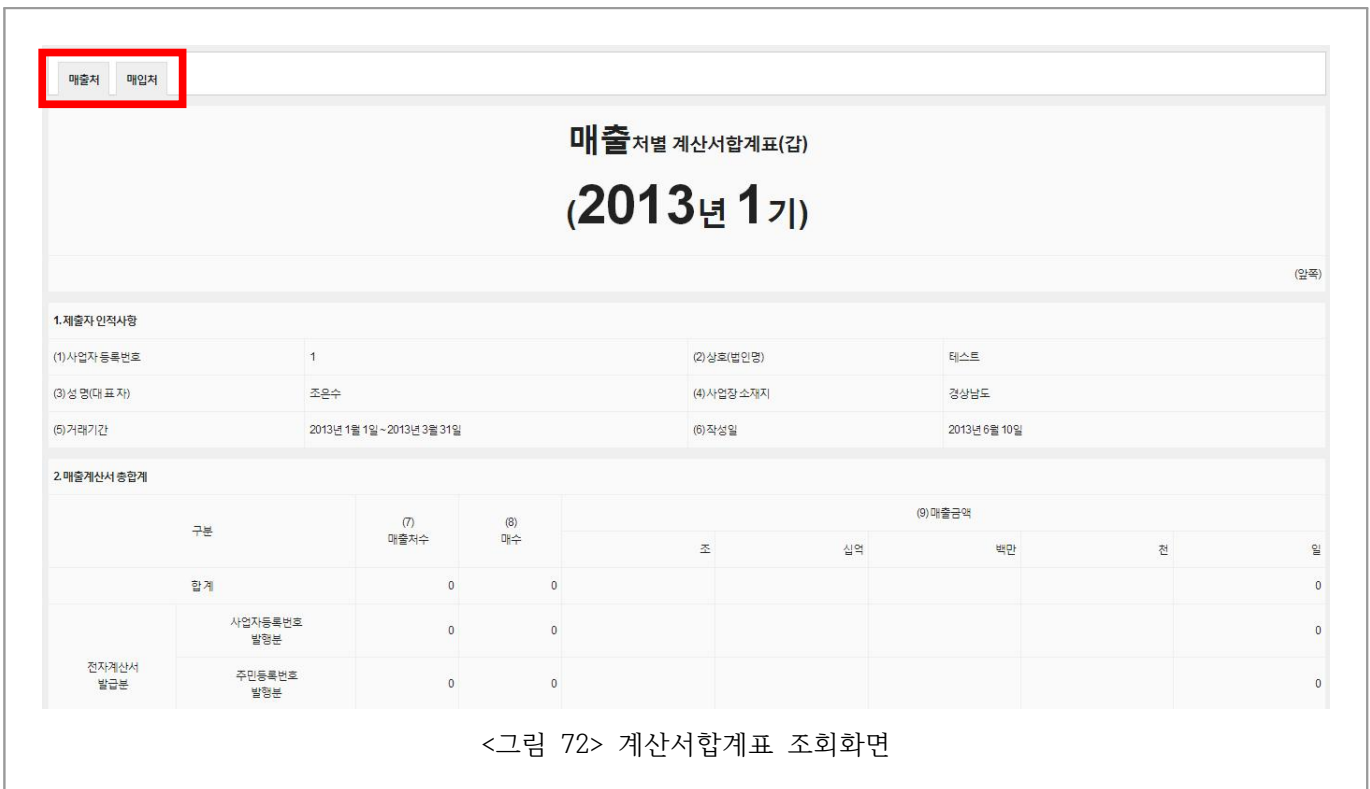 매출처 매입처
매출처별 계산서합계표(갑)
(2013년 1기)
(앞쪽)
1.제출자 인적사항
(1)사업자 등록번호 1 (2)상호(법인명) 테스트
(3)성 명(대 표 자) 조은수 (4)사업장 소재지 경상남도
(5)거래기간 2013년 1월 1일 ~ 2013년 3월 31일 (6)작성일 2013년 6월 10일
2.매출계산서 총합계
구분 (7) 매출처수 (8) 매수 (9)매출금액
조 십억 백만 천 일
합 계 0 0 0
전자계산서 발급분 사업자등록번호 발행분 0 0 0
주민등록번호 발행분 0 0 0
<그림 72> 계산서합계표 조회화면